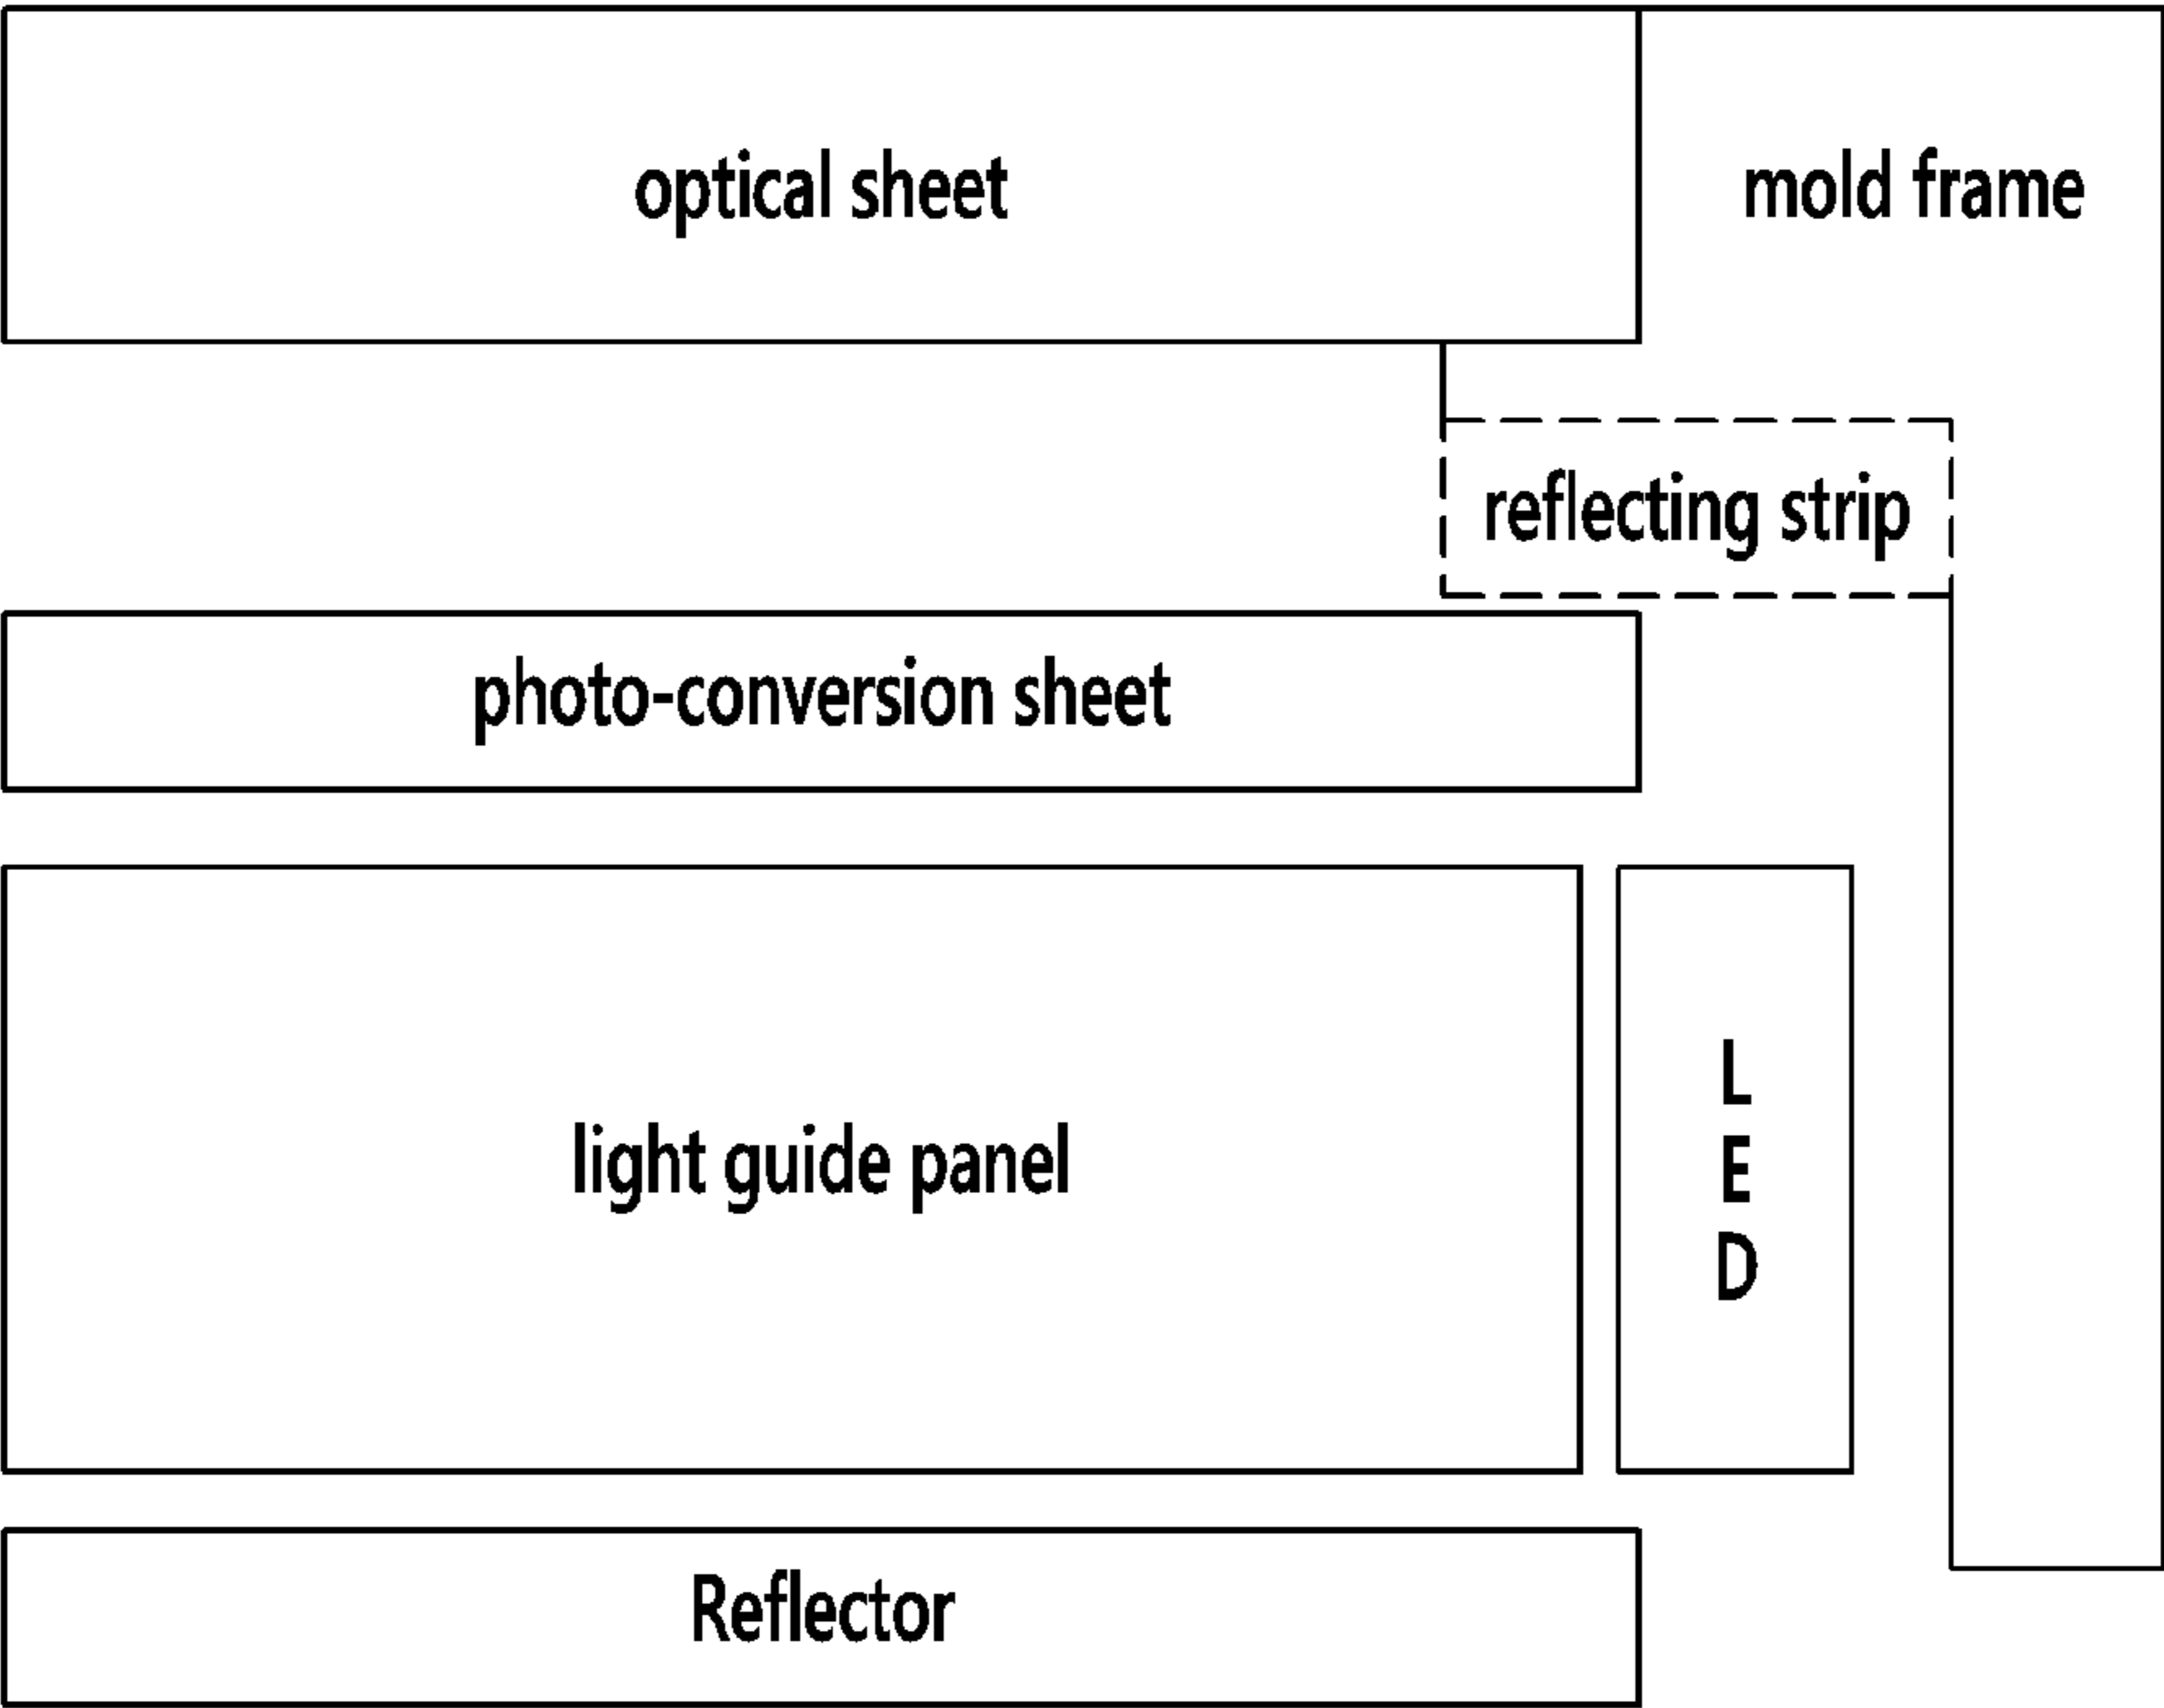 optical sheet
mold frame
reflecting strip
photo-conversion sheet
light guide panel
L
E
D
Reflector